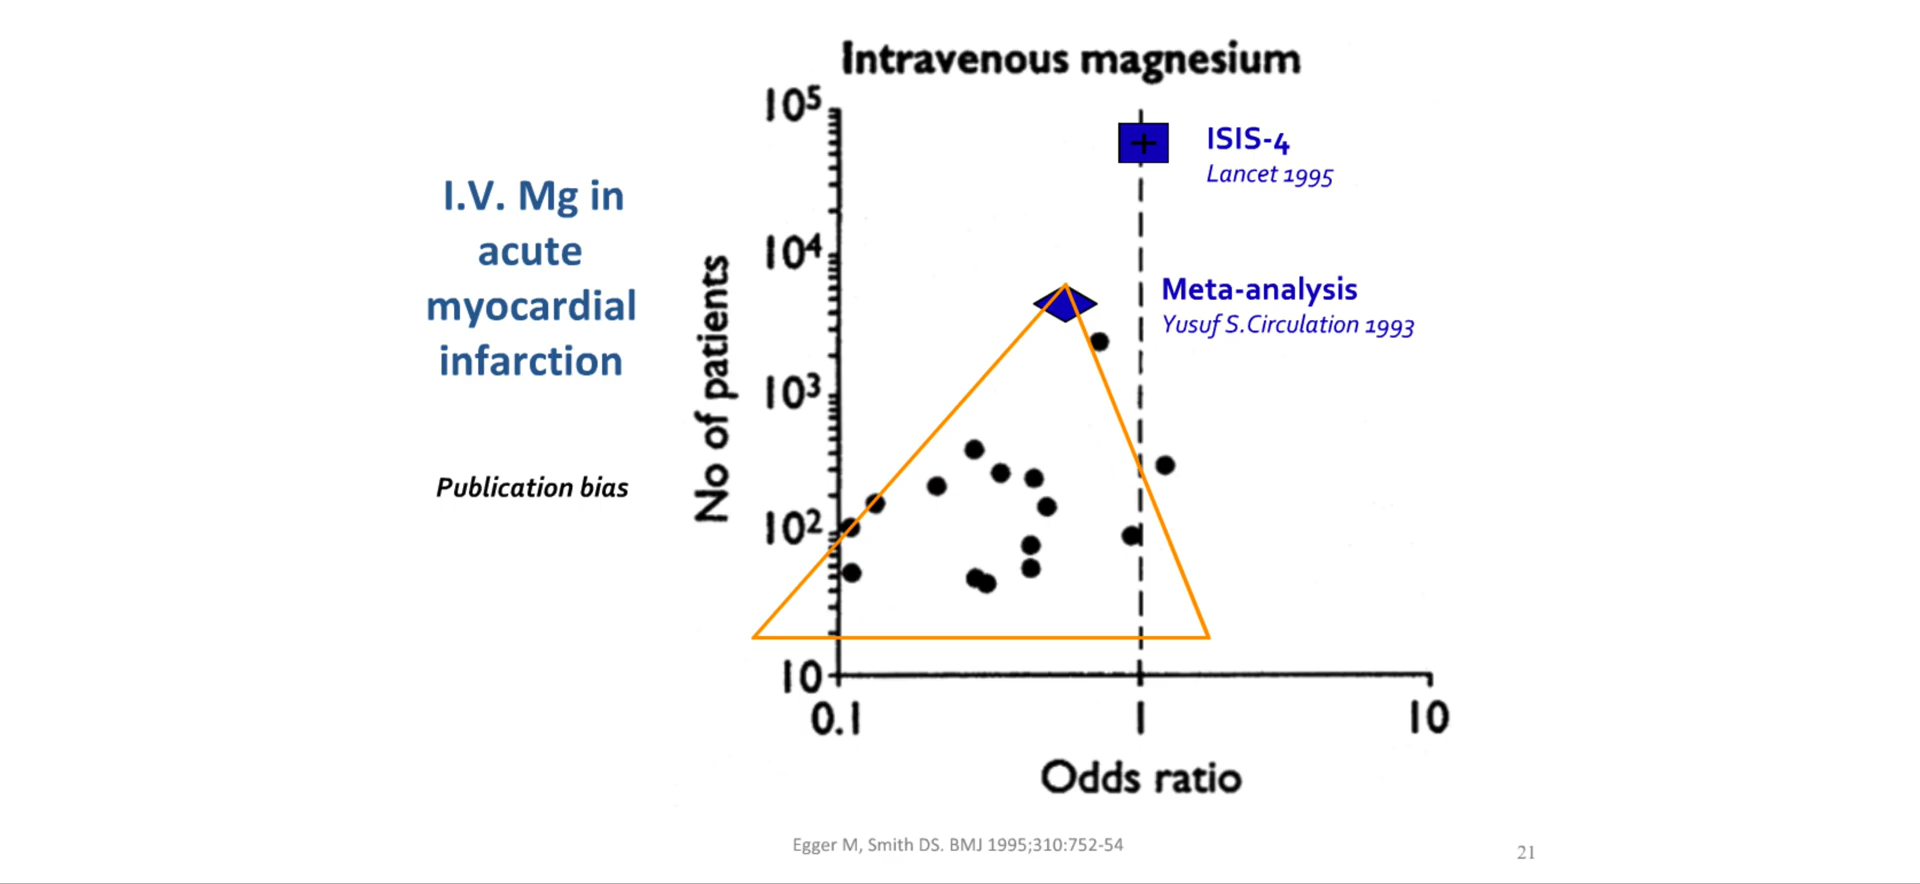 Intravenous magnesium
I.V. Mg in
acute
myocardial
infarction
Publication bias
No of patients
10⁵
10⁴
10³
10²
10
0.1
1
10
Odds ratio
ISIS-4
Lancet 1995
Meta-analysis
Yusuf S.Circulation 1993
Egger M, Smith DS. BMJ 1995;310:752-54
21